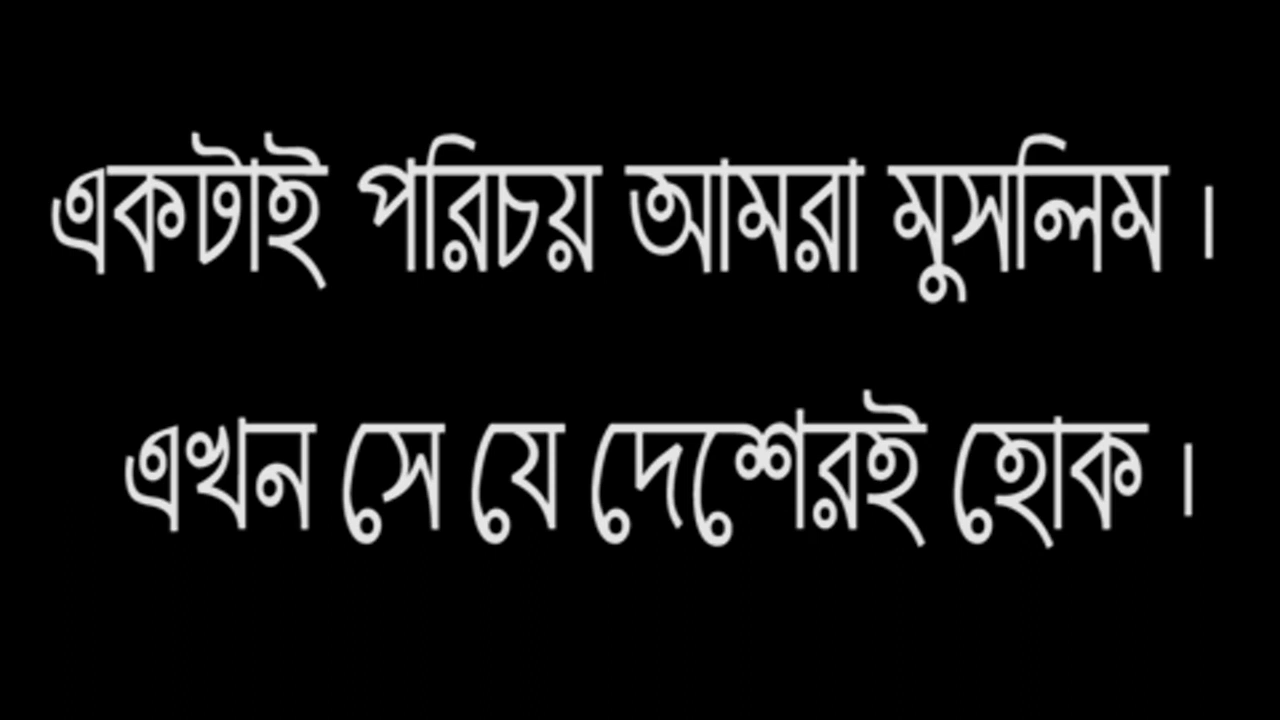 একটাই পরিচয় আমরা মুসলিম ।
এখন সে যে দেশেরই হোক ।